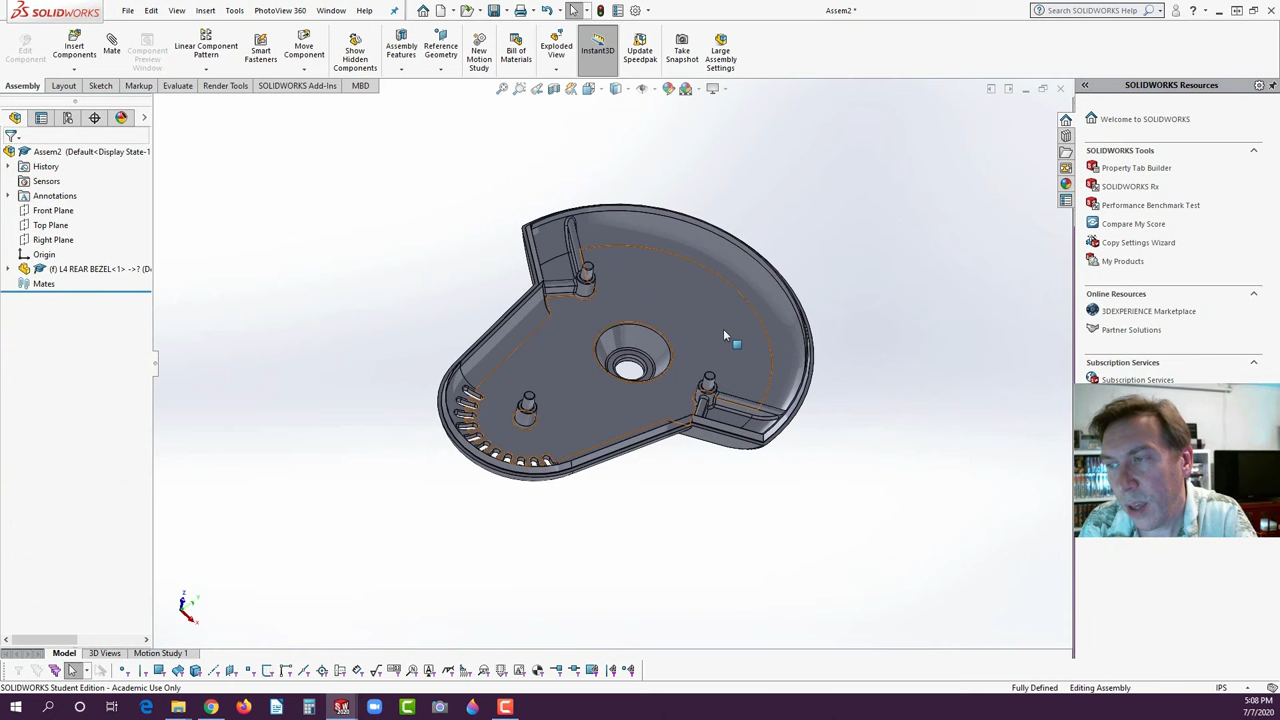 SOLIDWORKS
File Edit View Insert Tools PhotoView 360 Window Help
Assem2 *
Search SOLIDWORKS Help
Edit Component
Insert Components
Mate
Component Preview Window
Linear Component Pattern
Smart Fasteners
Move Component
Show Hidden Components
Assembly Features
Reference Geometry
New Motion Study
Bill of Materials
Exploded View
Instant3D
Update Speedpak
Take Snapshot
Large Assembly Settings
Assembly Layout Sketch Markup Evaluate Render Tools SOLIDWORKS Add-Ins MBD
Assem2 (Default<Display State-1
History
Sensors
Annotations
Front Plane
Top Plane
Right Plane
Origin
(f) L4 REAR BEZEL<1> ->? (D
Mates
SOLIDWORKS Resources
Welcome to SOLIDWORKS
SOLIDWORKS Tools
Property Tab Builder
SOLIDWORKS Rx
Performance Benchmark Test
Compare My Score
Copy Settings Wizard
My Products
Online Resources
3DEXPERIENCE Marketplace
Partner Solutions
Subscription Services
Subscription Services
Model 3D Views Motion Study 1
SOLIDWORKS Student Edition - Academic Use Only
Fully Defined Editing Assembly IPS
5:08 PM
7/7/2020